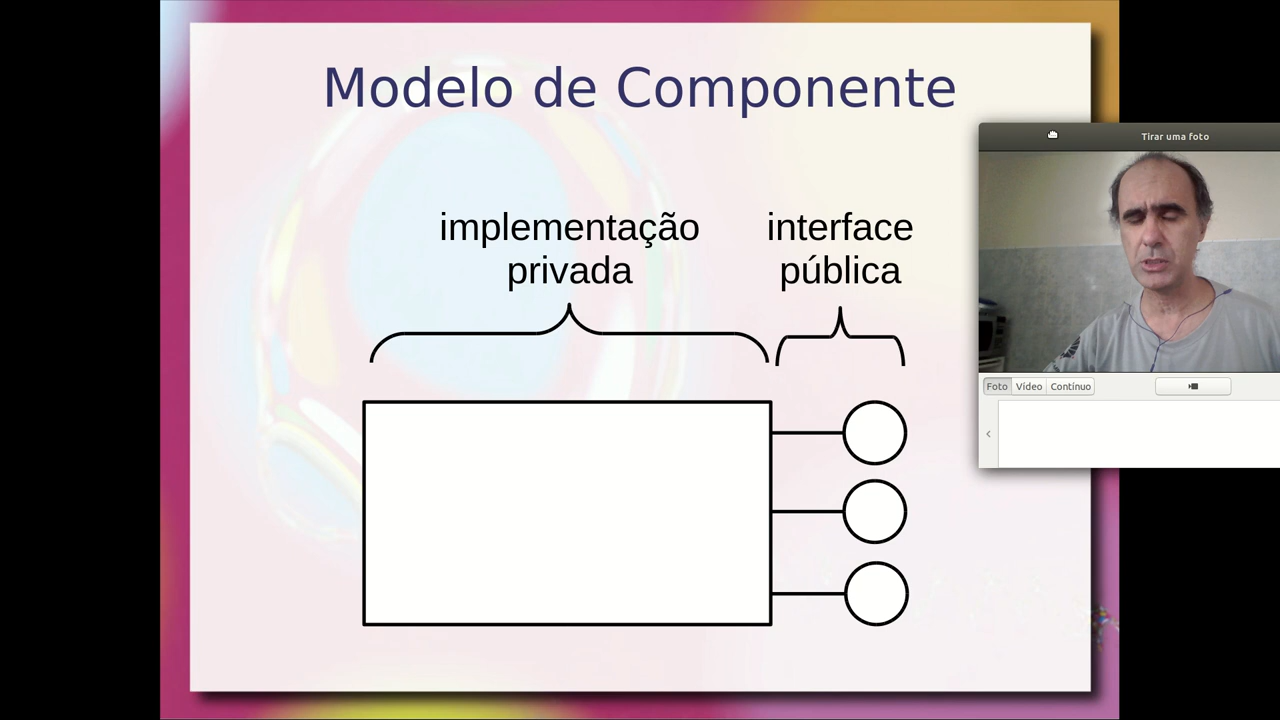 Modelo de Componente
implementação
privada
interface
pública
Tirar uma foto
Foto Vídeo Contínuo